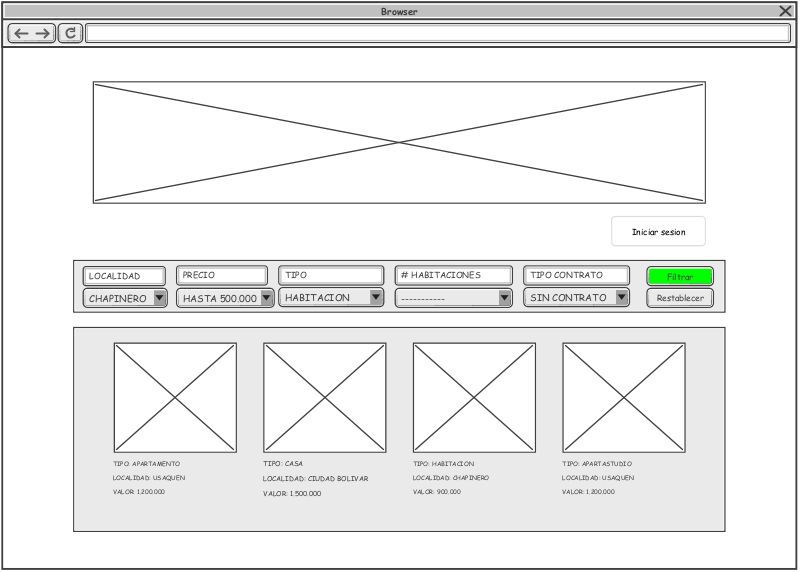 Browser
Iniciar sesion
LOCALIDAD PRECIO TIPO # HABITACIONES TIPO CONTRATO Filtrar
CHAPINERO HASTA 500.000 HABITACION ----------- SIN CONTRATO Restablecer
TIPO: APARTAMENTO
LOCALIDAD: USAQUEN
VALOR: 1.200.000
TIPO: CASA
LOCALIDAD: CIUDAD BOLIVAR
VALOR: 1.500.000
TIPO: HABITACION
LOCALIDAD: CHAPINERO
VALOR: 900.000
TIPO: APARTASTUDIO
LOCALIDAD: USAQUEN
VALOR: 1.200.000